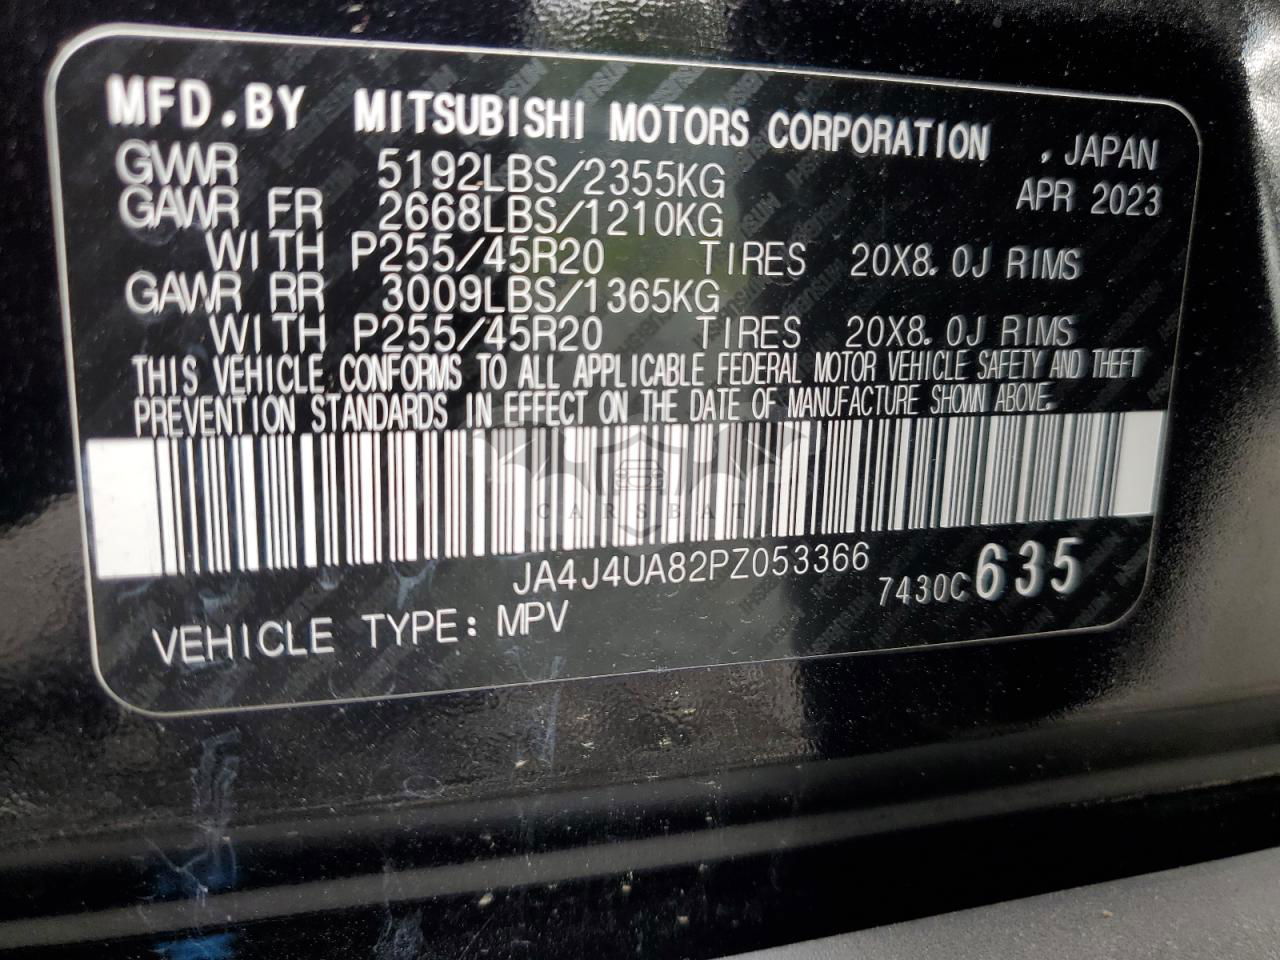 MFD.BY MITSUBISHI MOTORS CORPORATION , JAPAN
GVWR 5192LBS/2355KG APR 2023
GAWR FR 2668LBS/1210KG
WITH P255/45R20 TIRES 20X8.0J RIMS
GAWR RR 3009LBS/1365KG
WITH P255/45R20 TIRES 20X8.0J RIMS
THIS VEHICLE CONFORMS TO ALL APPLICABLE FEDERAL MOTOR VEHICLE SAFETY AND THEFT
PREVENTION STANDARDS IN EFFECT ON THE DATE OF MANUFACTURE SHOWN ABOVE.
CARSBAT
JA4J4UA82PZ053366 7430C 635
VEHICLE TYPE: MPV